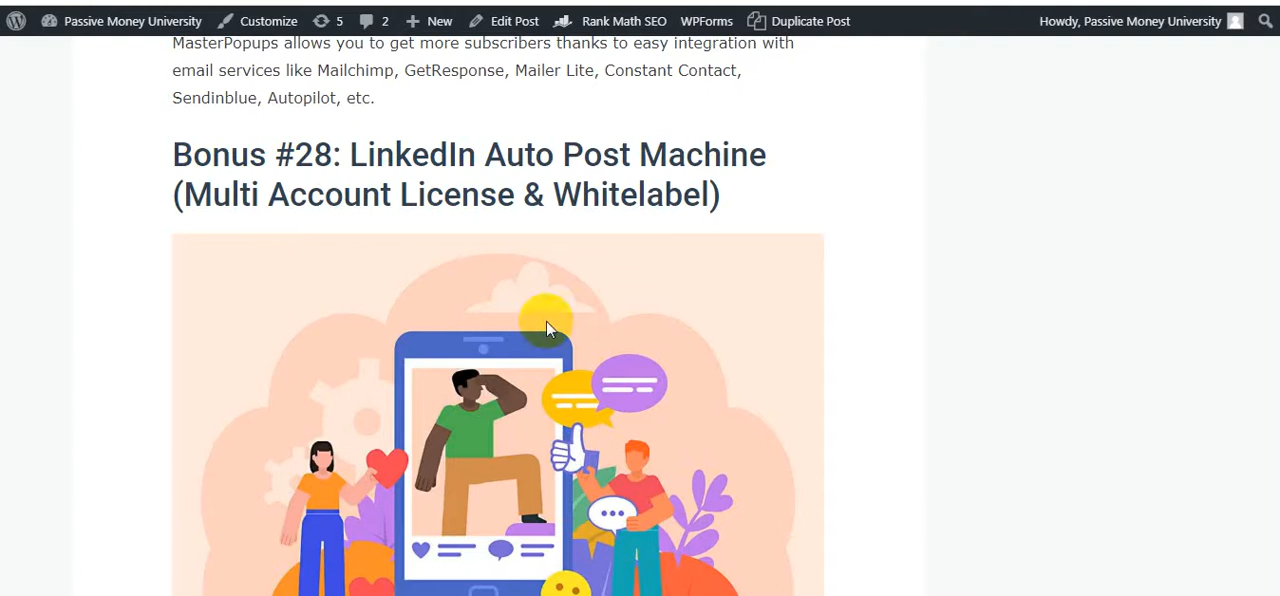 Passive Money University Customize 5 2 New Edit Post Rank Math SEO WPForms Duplicate Post Howdy, Passive Money University
MasterPopups allows you to get more subscribers thanks to easy integration with
email services like Mailchimp, GetResponse, Mailer Lite, Constant Contact,
Sendinblue, Autopilot, etc.
Bonus #28: LinkedIn Auto Post Machine
(Multi Account License & Whitelabel)